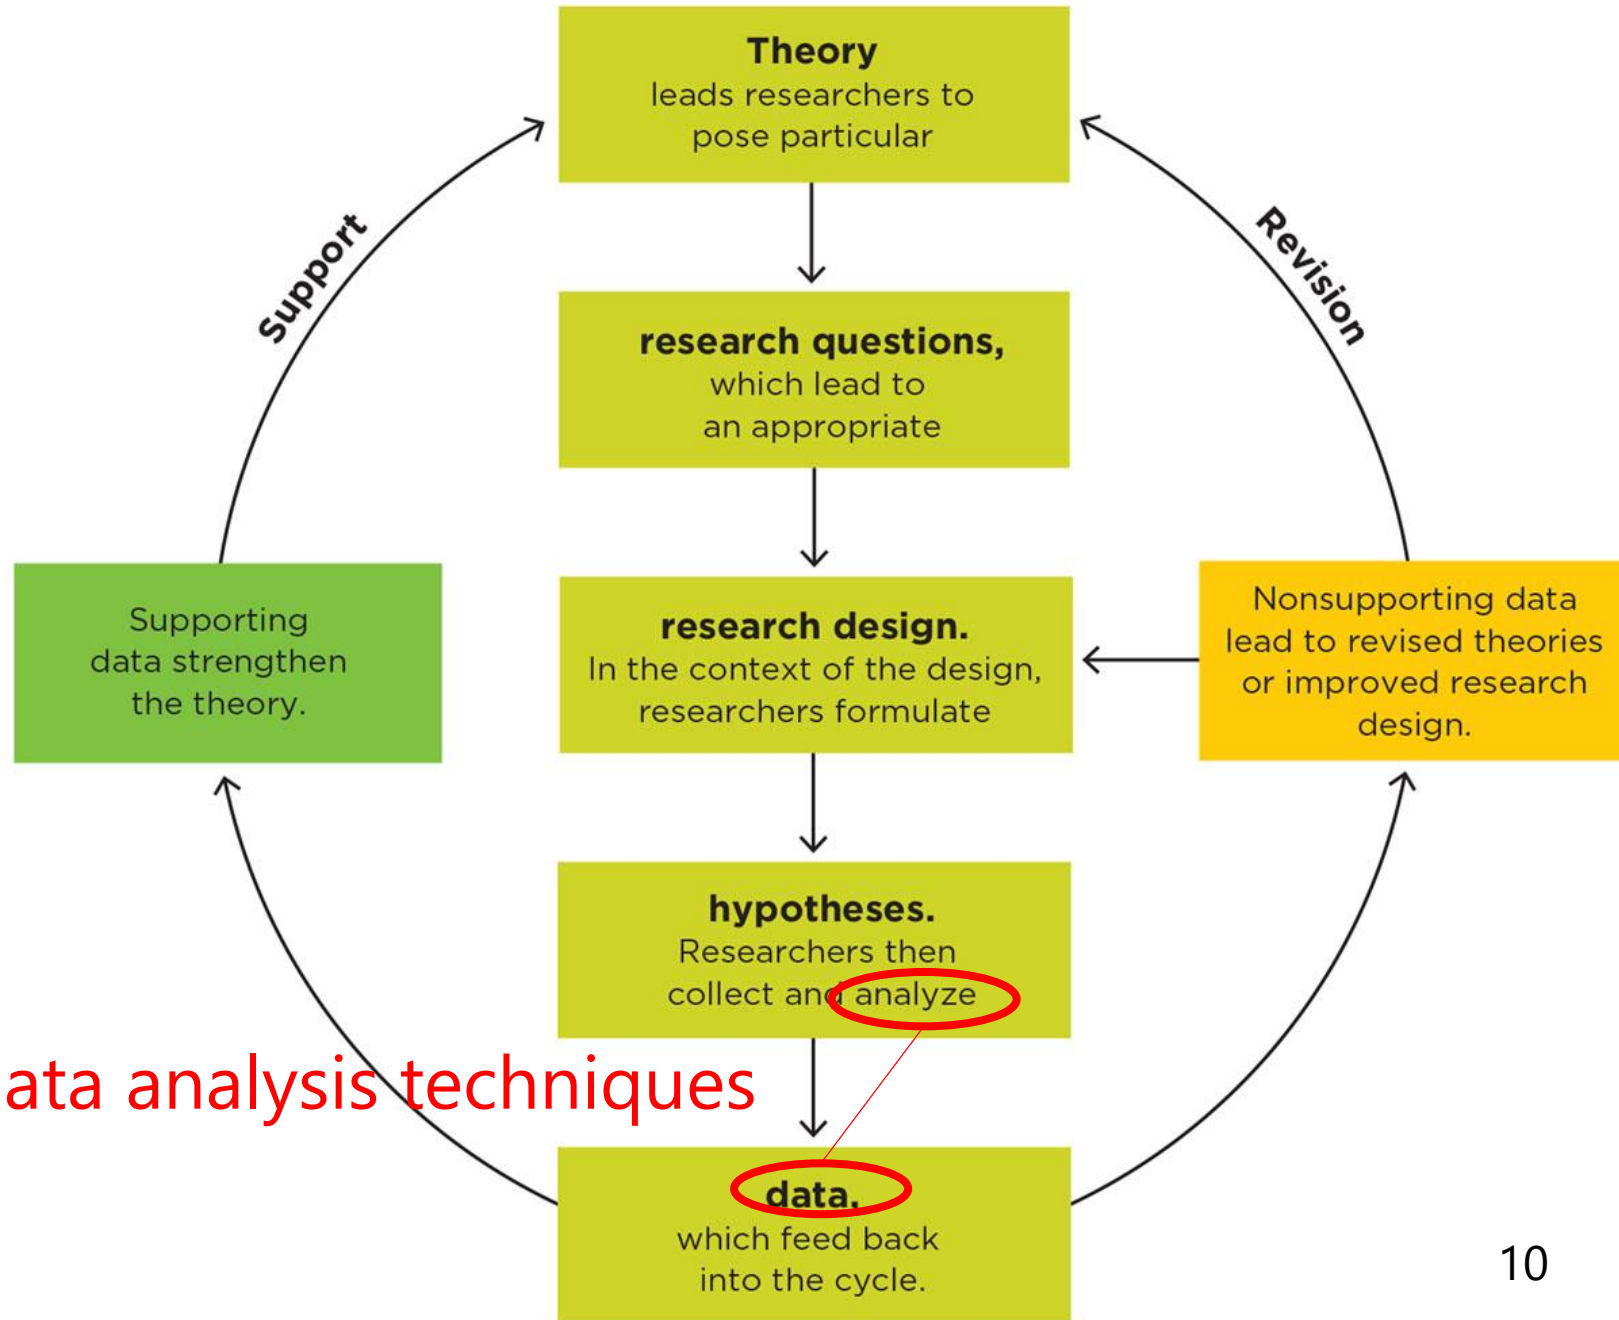 Theory
leads researchers to
pose particular
Support
Revision
research questions,
which lead to
an appropriate
Supporting
data strengthen
the theory.
research design.
In the context of the design,
researchers formulate
Nonsupporting data
lead to revised theories
or improved research
design.
hypotheses.
Researchers then
collect and analyze
ata analysis techniques
data,
which feed back
into the cycle.
10